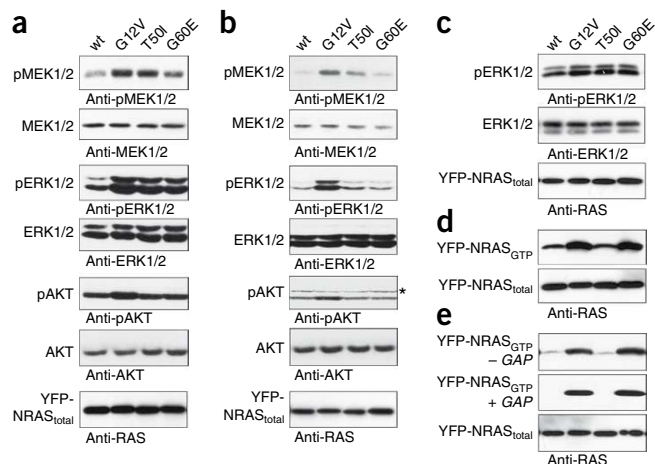 a
wt G12V T50I G60E
pMEK1/2
Anti-pMEK1/2
MEK1/2
Anti-MEK1/2
pERK1/2
Anti-pERK1/2
ERK1/2
Anti-ERK1/2
pAKT
Anti-pAKT
AKT
Anti-AKT
YFP-
NRAStotal
Anti-RAS
b
wt G12V T50I G60E
pMEK1/2
Anti-pMEK1/2
MEK1/2
Anti-MEK1/2
pERK1/2
Anti-pERK1/2
ERK1/2
Anti-ERK1/2
pAKT *
Anti-pAKT
AKT
Anti-AKT
YFP-
NRAStotal
Anti-RAS
c
wt G12V T50I G60E
pERK1/2
Anti-pERK1/2
ERK1/2
Anti-ERK1/2
YFP-NRAStotal
Anti-RAS
d
YFP-NRASGTP
YFP-NRAStotal
Anti-RAS
e
YFP-NRASGTP
– GAP
YFP-NRASGTP
+ GAP
YFP-NRAStotal
Anti-RAS